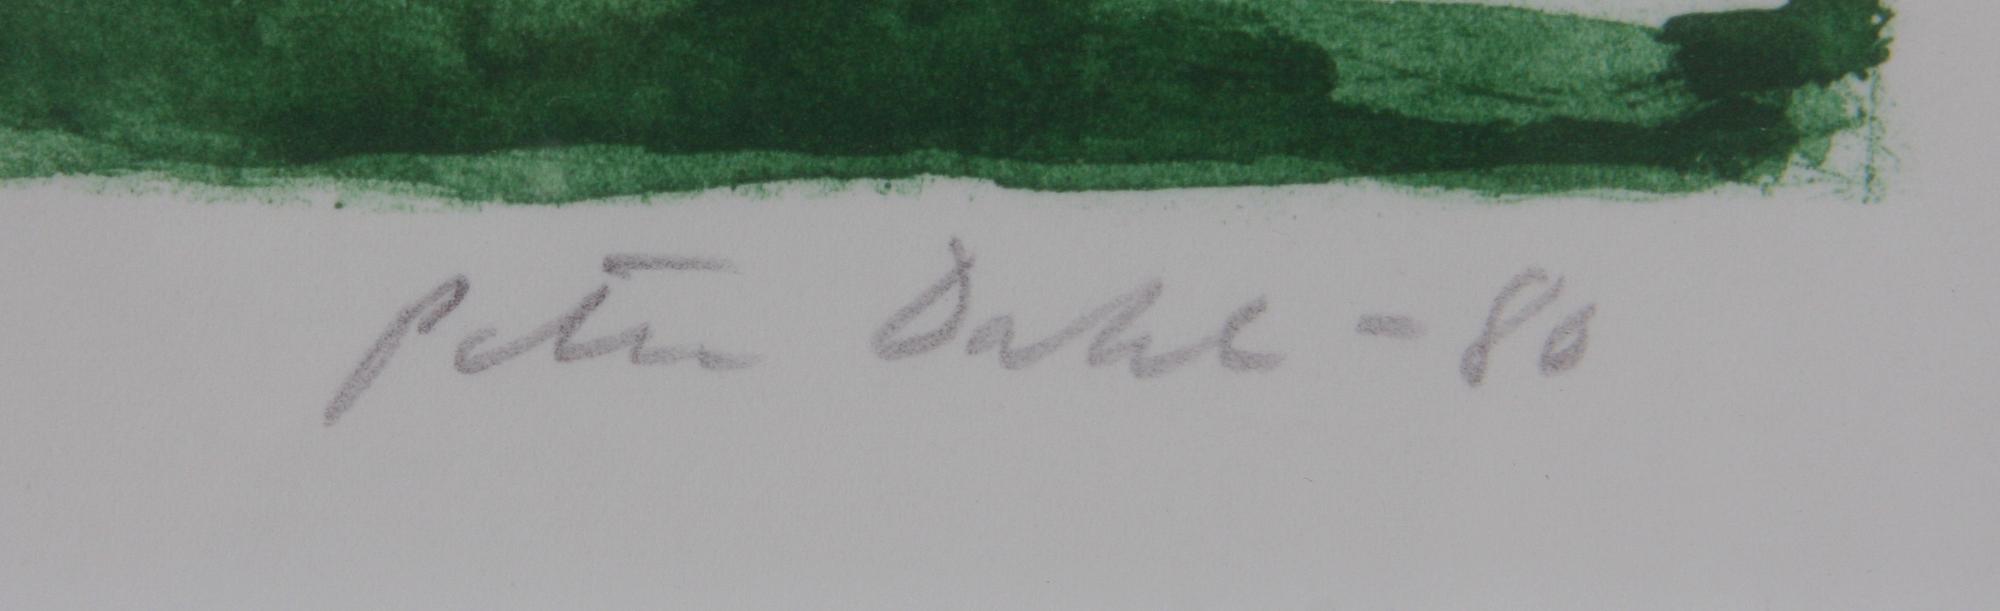 Peter Dahl - 80